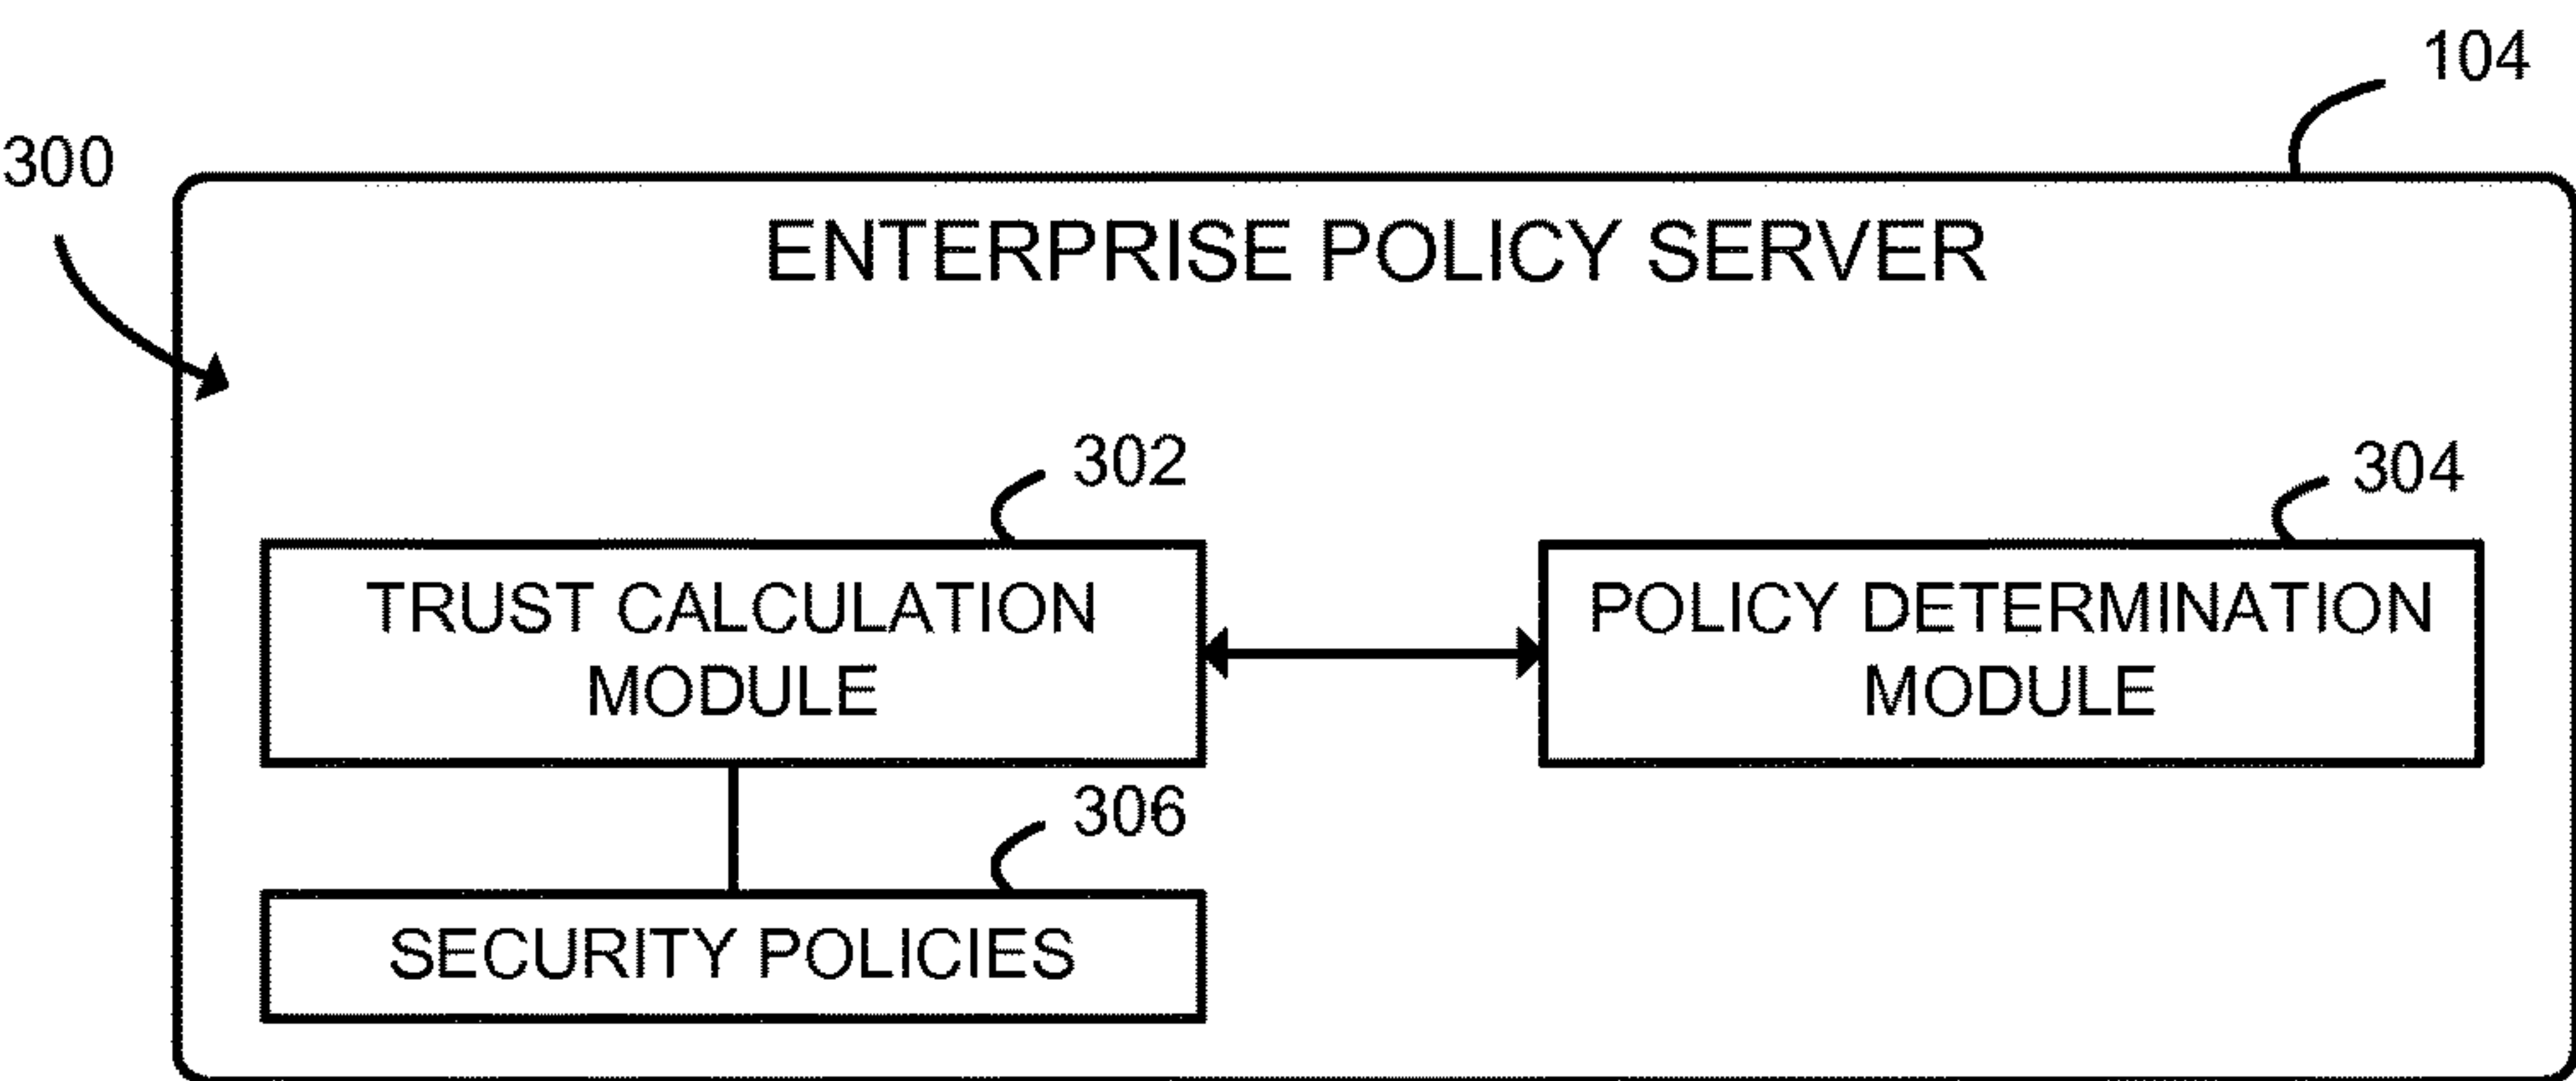 104
300
ENTERPRISE POLICY SERVER
302
304
TRUST CALCULATION
MODULE
POLICY DETERMINATION
MODULE
306
SECURITY POLICIES